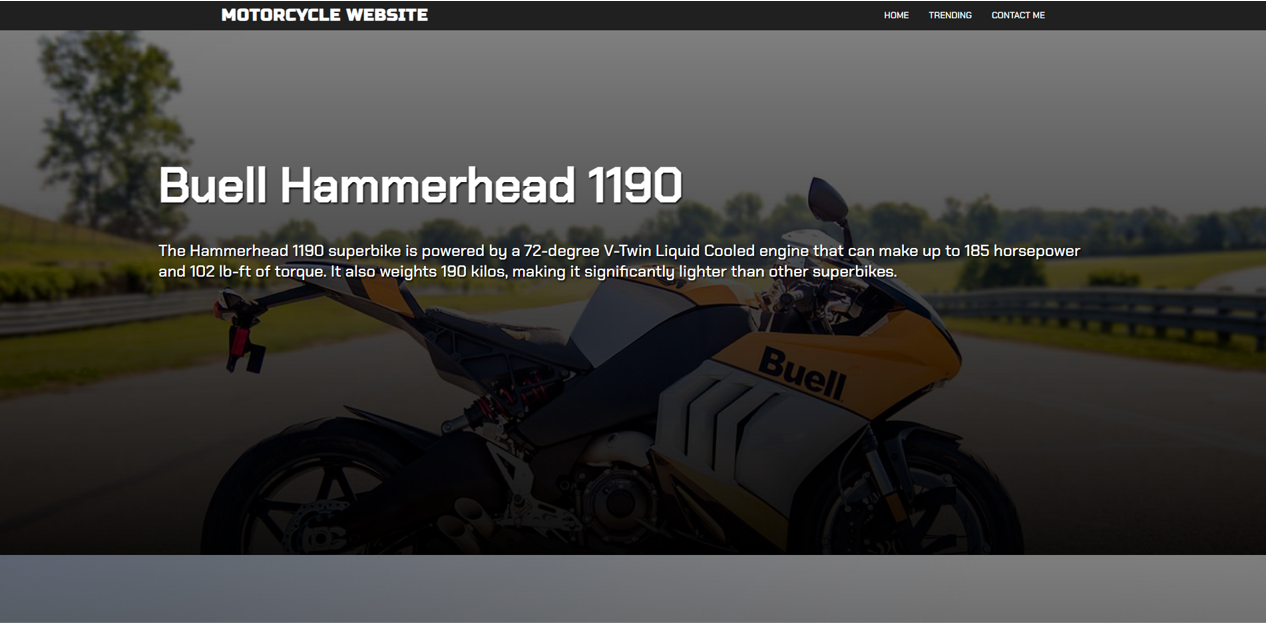 MOTORCYCLE WEBSITE
HOME TRENDING CONTACT ME
Buell Hammerhead 1190
The Hammerhead 1190 superbike is powered by a 72-degree V-Twin Liquid Cooled engine that can make up to 185 horsepower
and 102 lb-ft of torque. It also weights 190 kilos, making it significantly lighter than other superbikes.
Buell